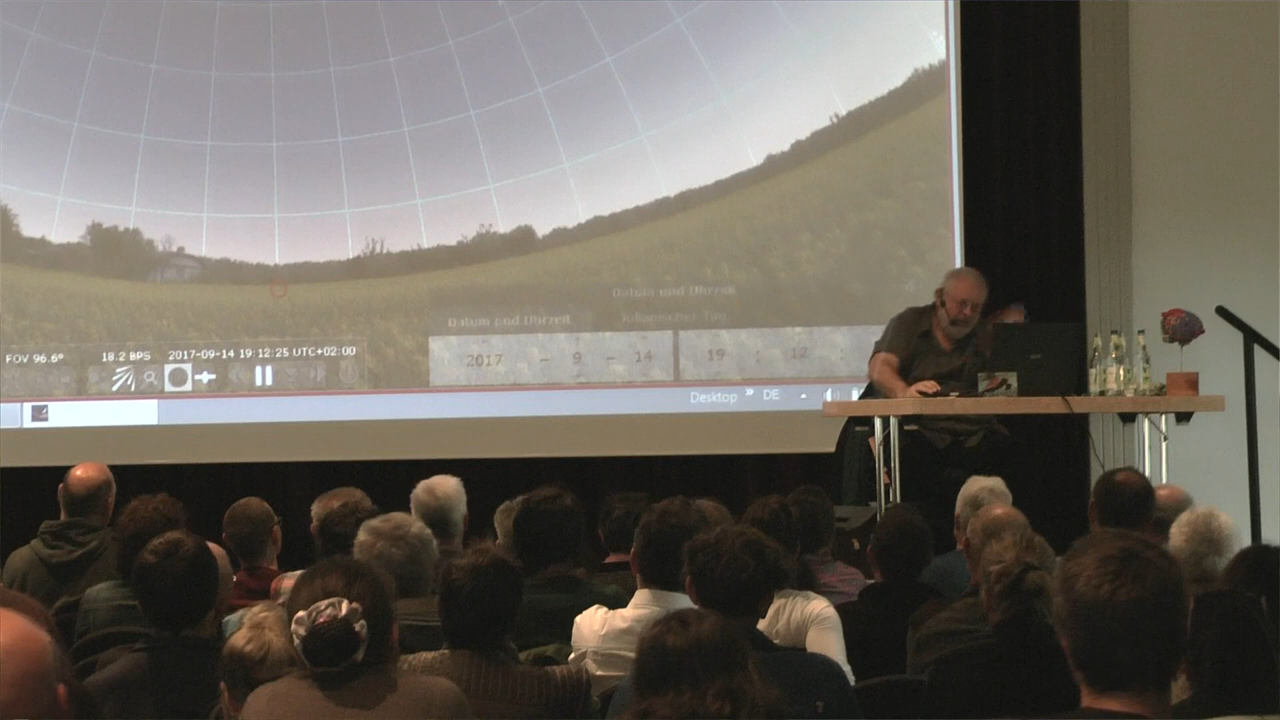 Datum und Uhrzeit
Datum und Uhrzeit
Julianischer Tag
2017 - 9 - 14 19 : 12 :
FOV 96.6° 18.2 BPS 2017-09-14 19:12:25 UTC+02:00
Desktop » DE